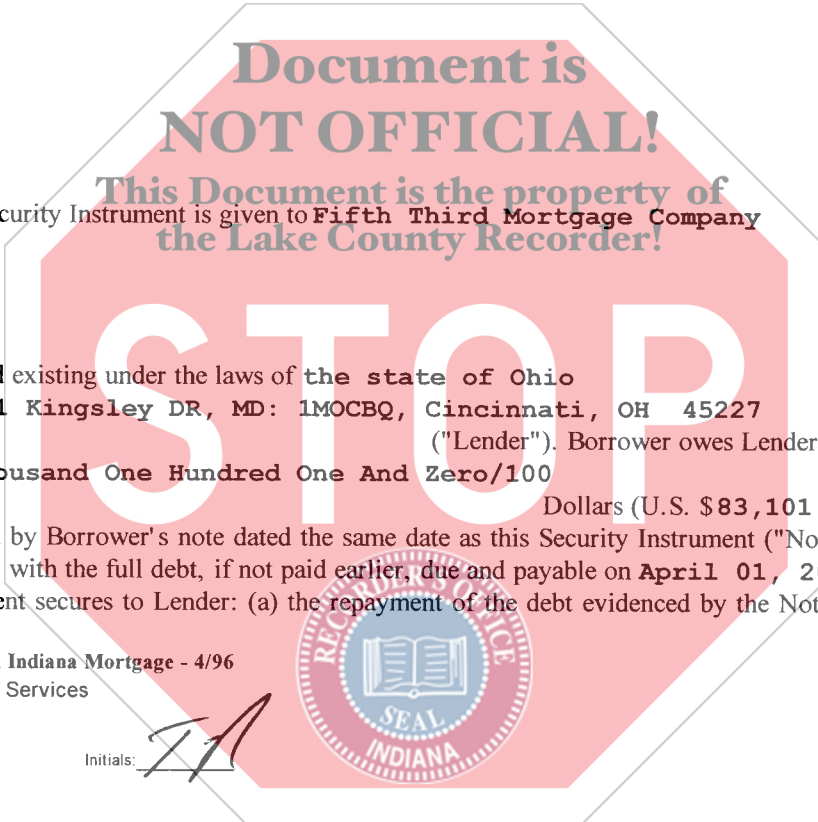 Document is
NOT OFFICIAL!
This Document is the property of
curity Instrument is given to Fifth Third Mortgage Company
the Lake County Recorder!
STOP
existing under the laws of the state of Ohio
1 Kingsley DR, MD: 1MOCBQ, Cincinnati, OH 45227
("Lender"). Borrower owes Lender
ousand One Hundred One And Zero/100
Dollars (U.S. $83,101
by Borrower's note dated the same date as this Security Instrument ("No
with the full debt, if not paid earlier, due and payable on April 01, 2
ent secures to Lender: (a) the repayment of the debt evidenced by the Not
RECORDER'S OFFICE
SEAL
INDIANA
Indiana Mortgage - 4/96
Services
Initials: